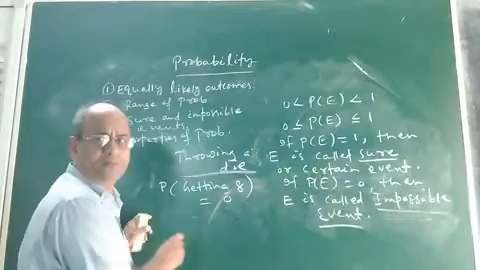 Probability
① Equally likely outcomes.
Range of Prob
Sure and impossible
events.
Properties of Prob.
Throwing a
die
P(Getting 8)
= 0
0 < P(E) < 1
0 ≤ P(E) ≤ 1
If P(E) = 1, then
E is called sure
or certain event.
If P(E) = 0, then
E is called Impossible
Event.